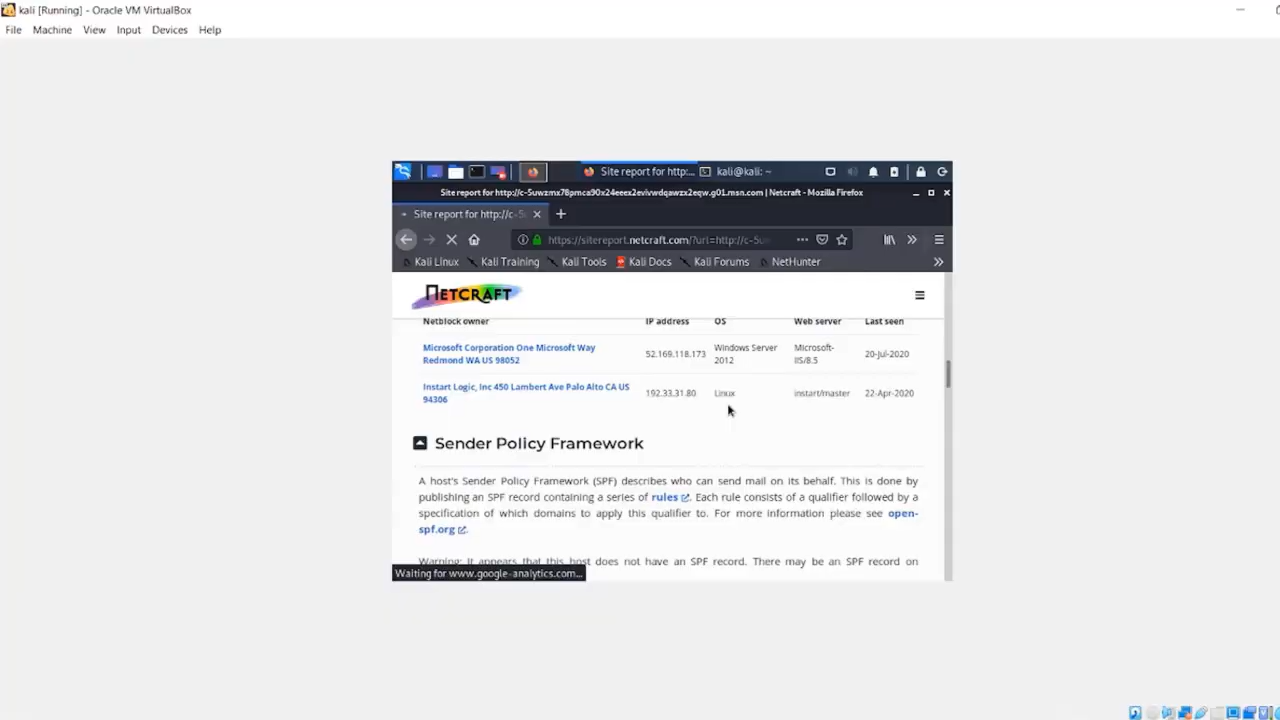 kali [Running] - Oracle VM VirtualBox
File Machine View Input Devices Help
Site report for http:... kali@kali: ~
Site report for http://c-5uwzmx78pmca90x24eeex2evivwdqawzx2eqw.g01.msn.com | Netcraft - Mozilla Firefox
Site report for http://c-5u
https://sitereport.netcraft.com/?url=http://c-5uw
Kali Linux Kali Training Kali Tools Kali Docs Kali Forums NetHunter
NETCRAFT
Netblock owner IP address OS Web server Last seen
Microsoft Corporation One Microsoft Way Redmond WA US 98052 52.169.118.173 Windows Server 2012 Microsoft-IIS/8.5 20-Jul-2020
Instart Logic, Inc 450 Lambert Ave Palo Alto CA US 94306 192.33.31.80 Linux instart/master 22-Apr-2020
Sender Policy Framework
A host's Sender Policy Framework (SPF) describes who can send mail on its behalf. This is done by
publishing an SPF record containing a series of rules. Each rule consists of a qualifier followed by a
specification of which domains to apply this qualifier to. For more information please see open-
spf.org.
Warning: It appears that this host does not have an SPF record. There may be an SPF record on
Waiting for www.google-analytics.com...